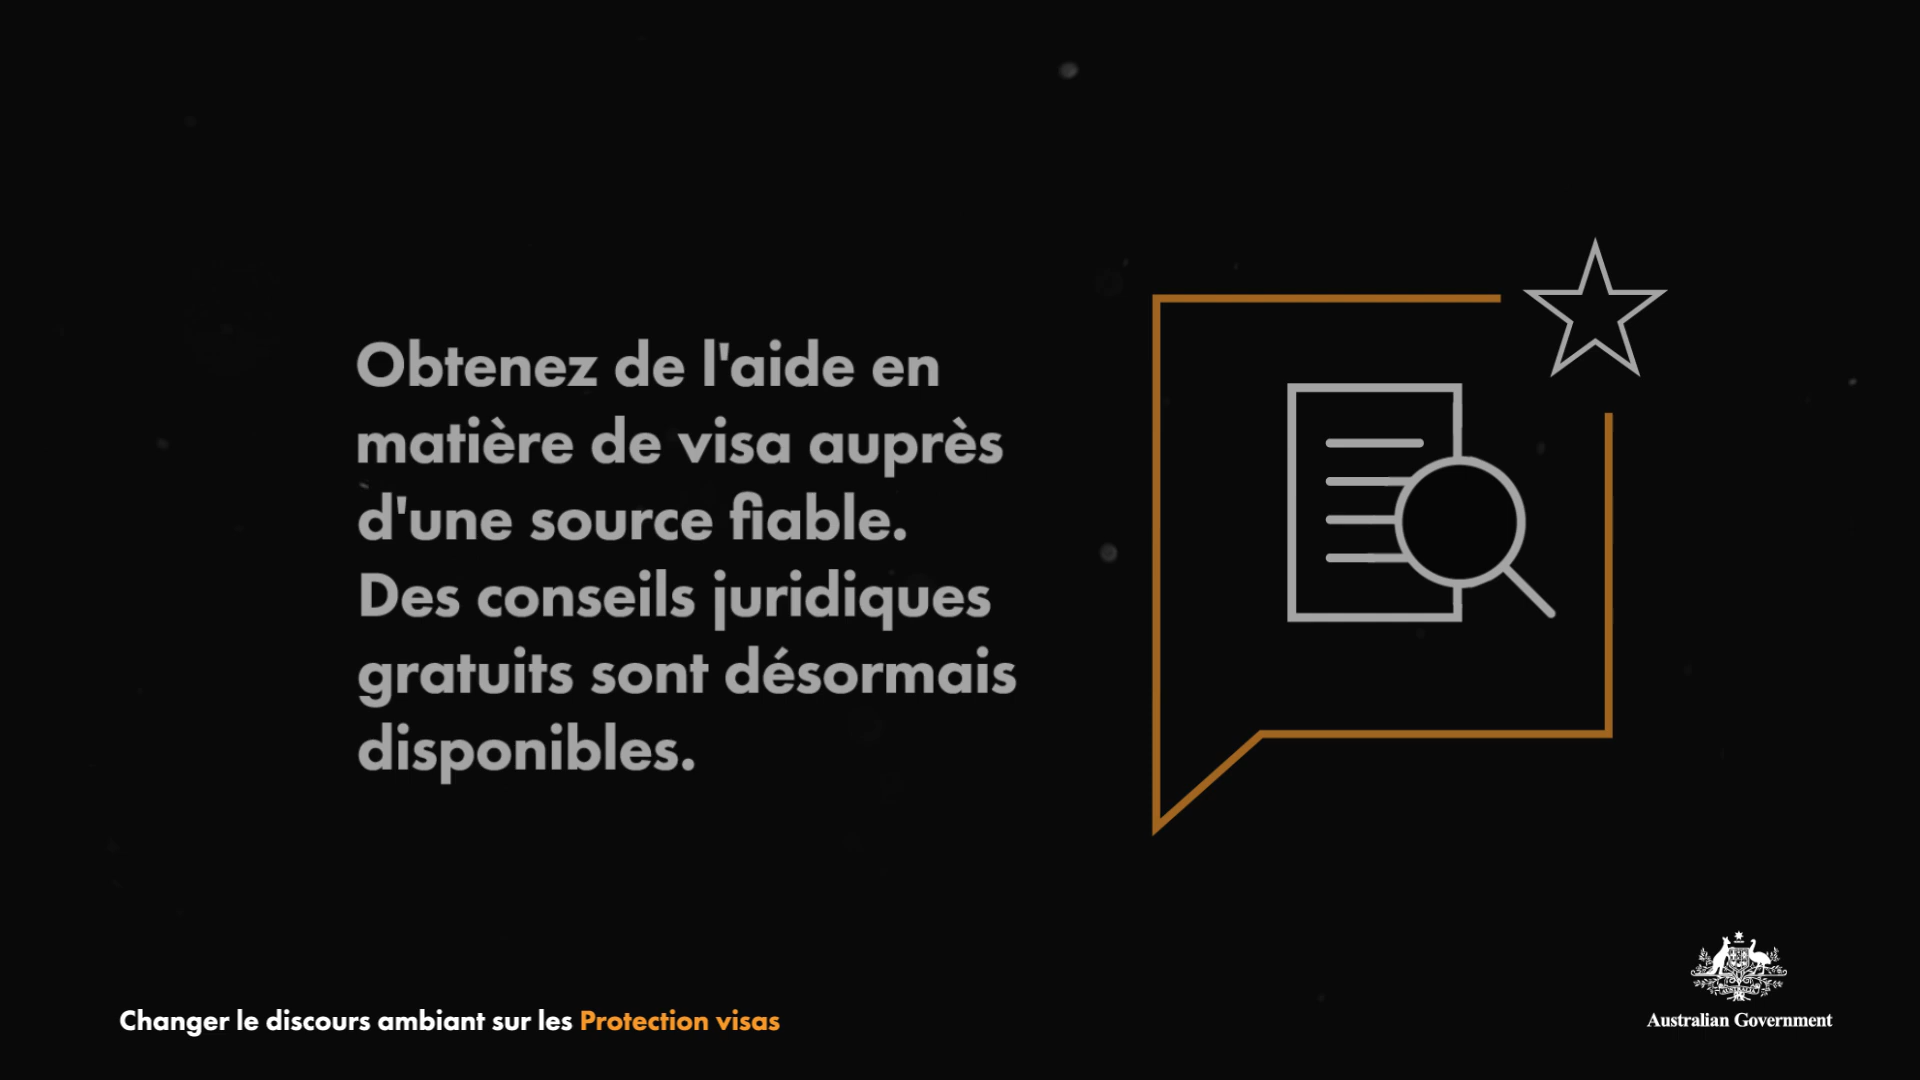 Obtenez de l'aide en
matière de visa auprès
d'une source fiable.
Des conseils juridiques
gratuits sont désormais
disponibles.
Changer le discours ambiant sur les Protection visas
AUSTRALIA
Australian Government